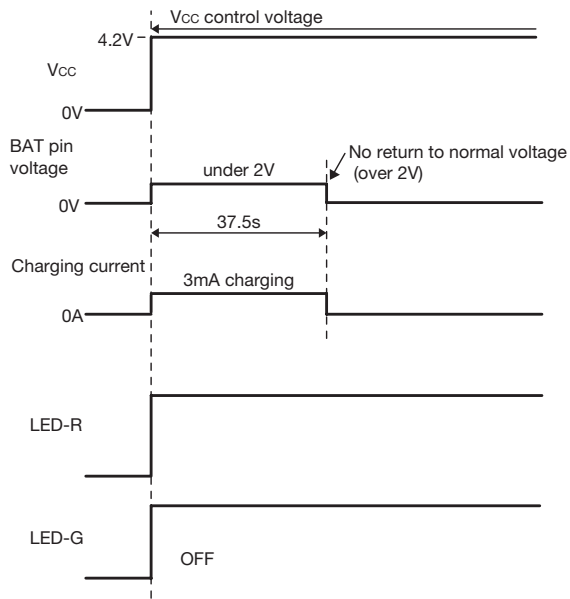 Vcc control voltage
4.2V
Vcc
0V
BAT pin
voltage
under 2V
No return to normal voltage
(over 2V)
0V
37.5s
Charging current
3mA charging
0A
LED-R
LED-G
OFF